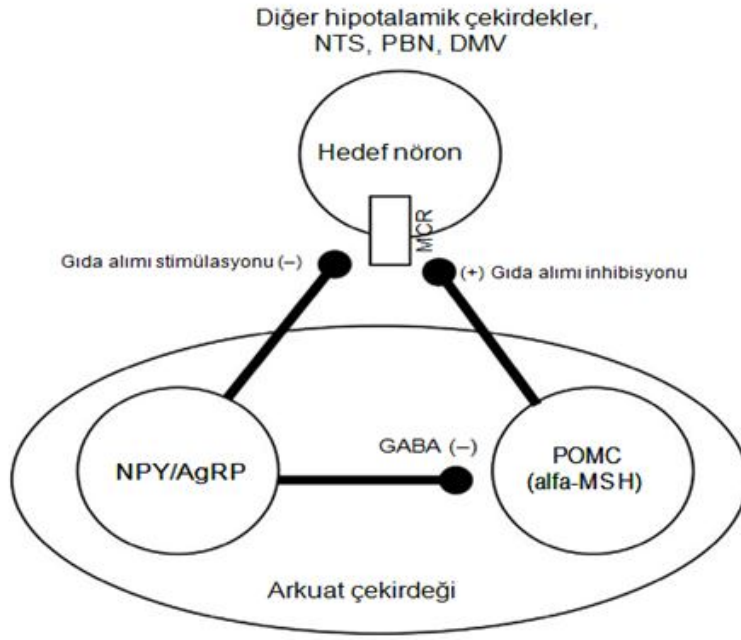 Diğer hipotalamik çekirdekler,
NTS, PBN, DMV
Hedef nöron
MCR
Gıda alımı stimülasyonu (–)
(+) Gıda alımı inhibisyonu
GABA (–)
NPY/AgRP
POMC
(alfa-MSH)
Arkuat çekirdeği